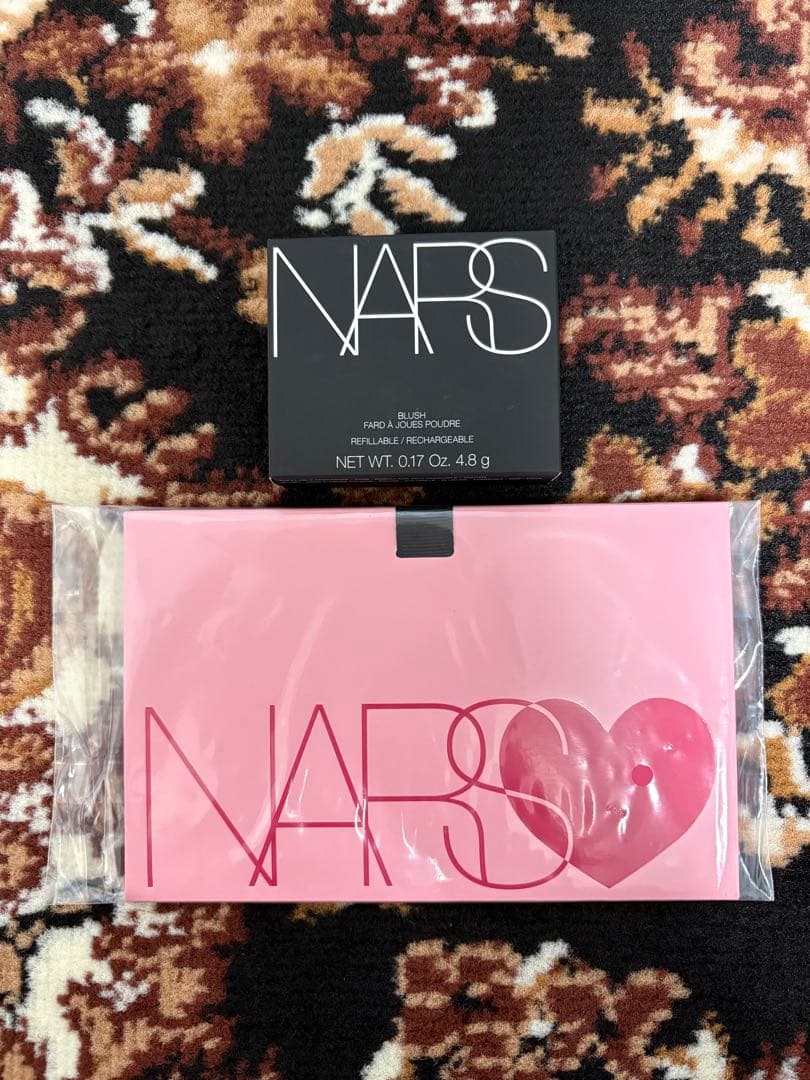 NARS
BLUSH
FARD À JOUES POUDRE
REFILLABLE / RECHARGEABLE
NET WT. 0.17 Oz. 4.8 g
NARS